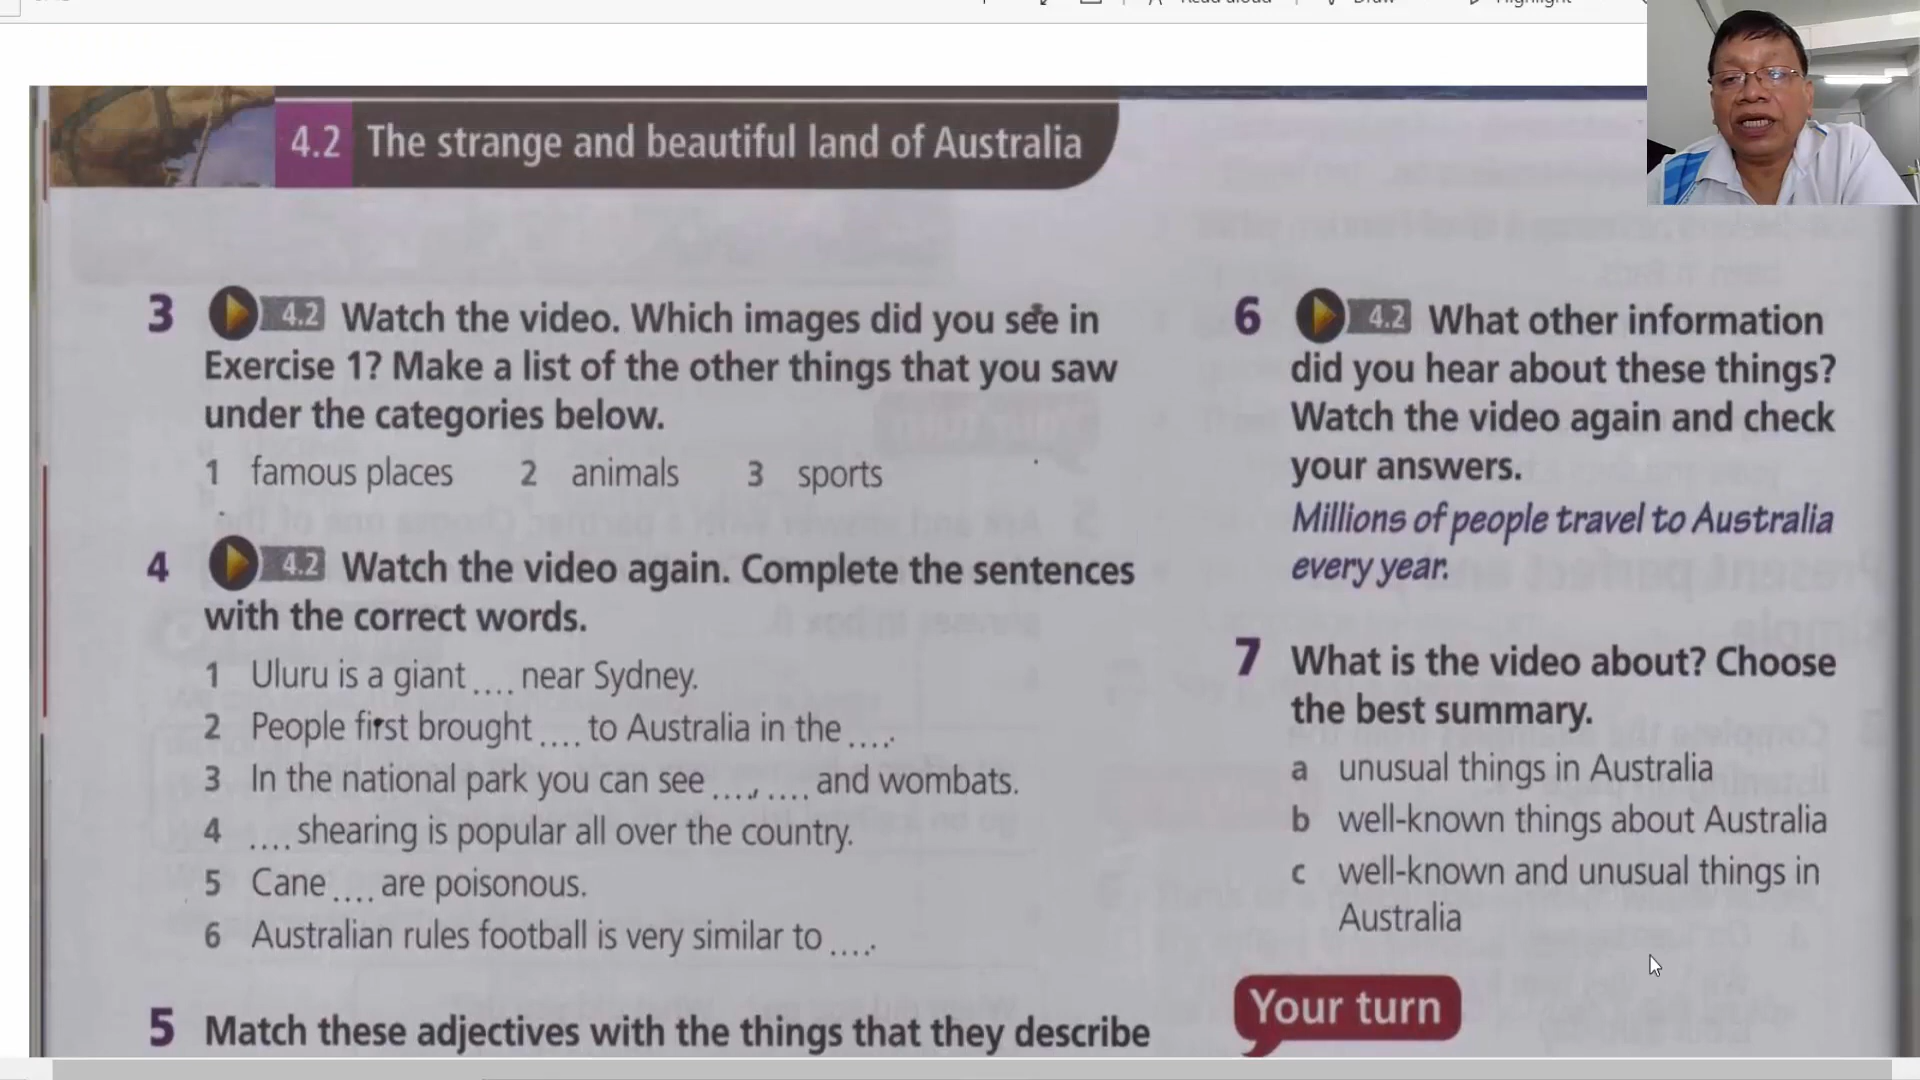 Read aloud
Draw
Highlight
4.2 The strange and beautiful land of Australia
3 4.2 Watch the video. Which images did you see in
Exercise 1? Make a list of the other things that you saw
under the categories below.
1 famous places 2 animals 3 sports
4 4.2 Watch the video again. Complete the sentences
with the correct words.
1 Uluru is a giant .... near Sydney.
2 People first brought .... to Australia in the ....
3 In the national park you can see ...., .... and wombats.
4 .... shearing is popular all over the country.
5 Cane .... are poisonous.
6 Australian rules football is very similar to ....
5 Match these adjectives with the things that they describe
6 4.2 What other information
did you hear about these things?
Watch the video again and check
your answers.
Millions of people travel to Australia
every year.
7 What is the video about? Choose
the best summary.
a unusual things in Australia
b well-known things about Australia
c well-known and unusual things in
Australia
Your turn